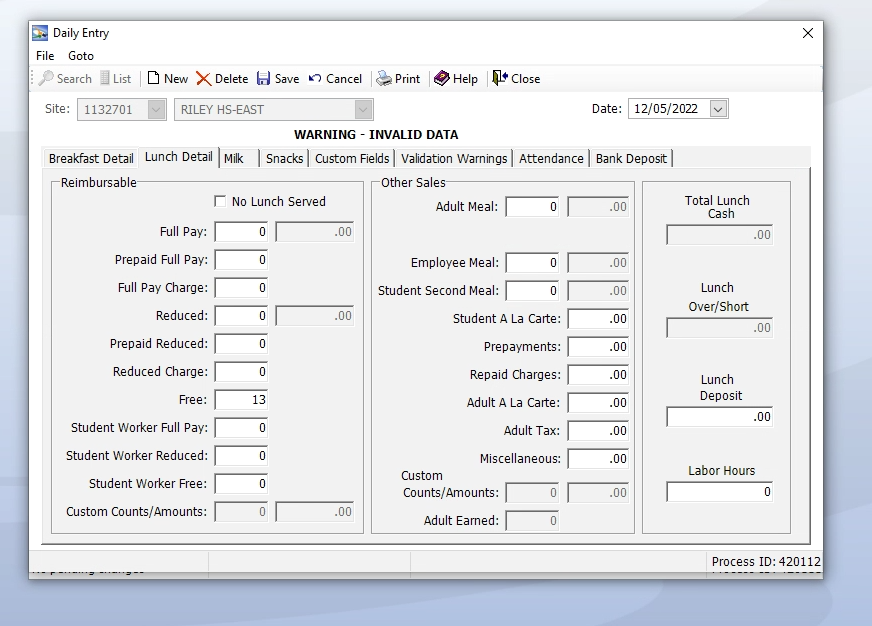 Daily Entry
File Goto
Search List New Delete Save Cancel Print Help Close
Site: 1132701 RILEY HS-EAST Date: 12/05/2022
WARNING - INVALID DATA
Breakfast Detail Lunch Detail Milk Snacks Custom Fields Validation Warnings Attendance Bank Deposit
Reimbursable
No Lunch Served
Full Pay: 0 .00
Prepaid Full Pay: 0
Full Pay Charge: 0
Reduced: 0 .00
Prepaid Reduced: 0
Reduced Charge: 0
Free: 13
Student Worker Full Pay: 0
Student Worker Reduced: 0
Student Worker Free: 0
Custom Counts/Amounts: 0 .00
Other Sales
Adult Meal: 0 .00
Employee Meal: 0 .00
Student Second Meal: 0 .00
Student A La Carte: .00
Prepayments: .00
Repaid Charges: .00
Adult A La Carte: .00
Adult Tax: .00
Miscellaneous: .00
Custom
Counts/Amounts: 0 .00
Adult Earned: 0
Total Lunch
Cash
.00
Lunch
Over/Short
.00
Lunch
Deposit
.00
Labor Hours
0
Process ID: 420112